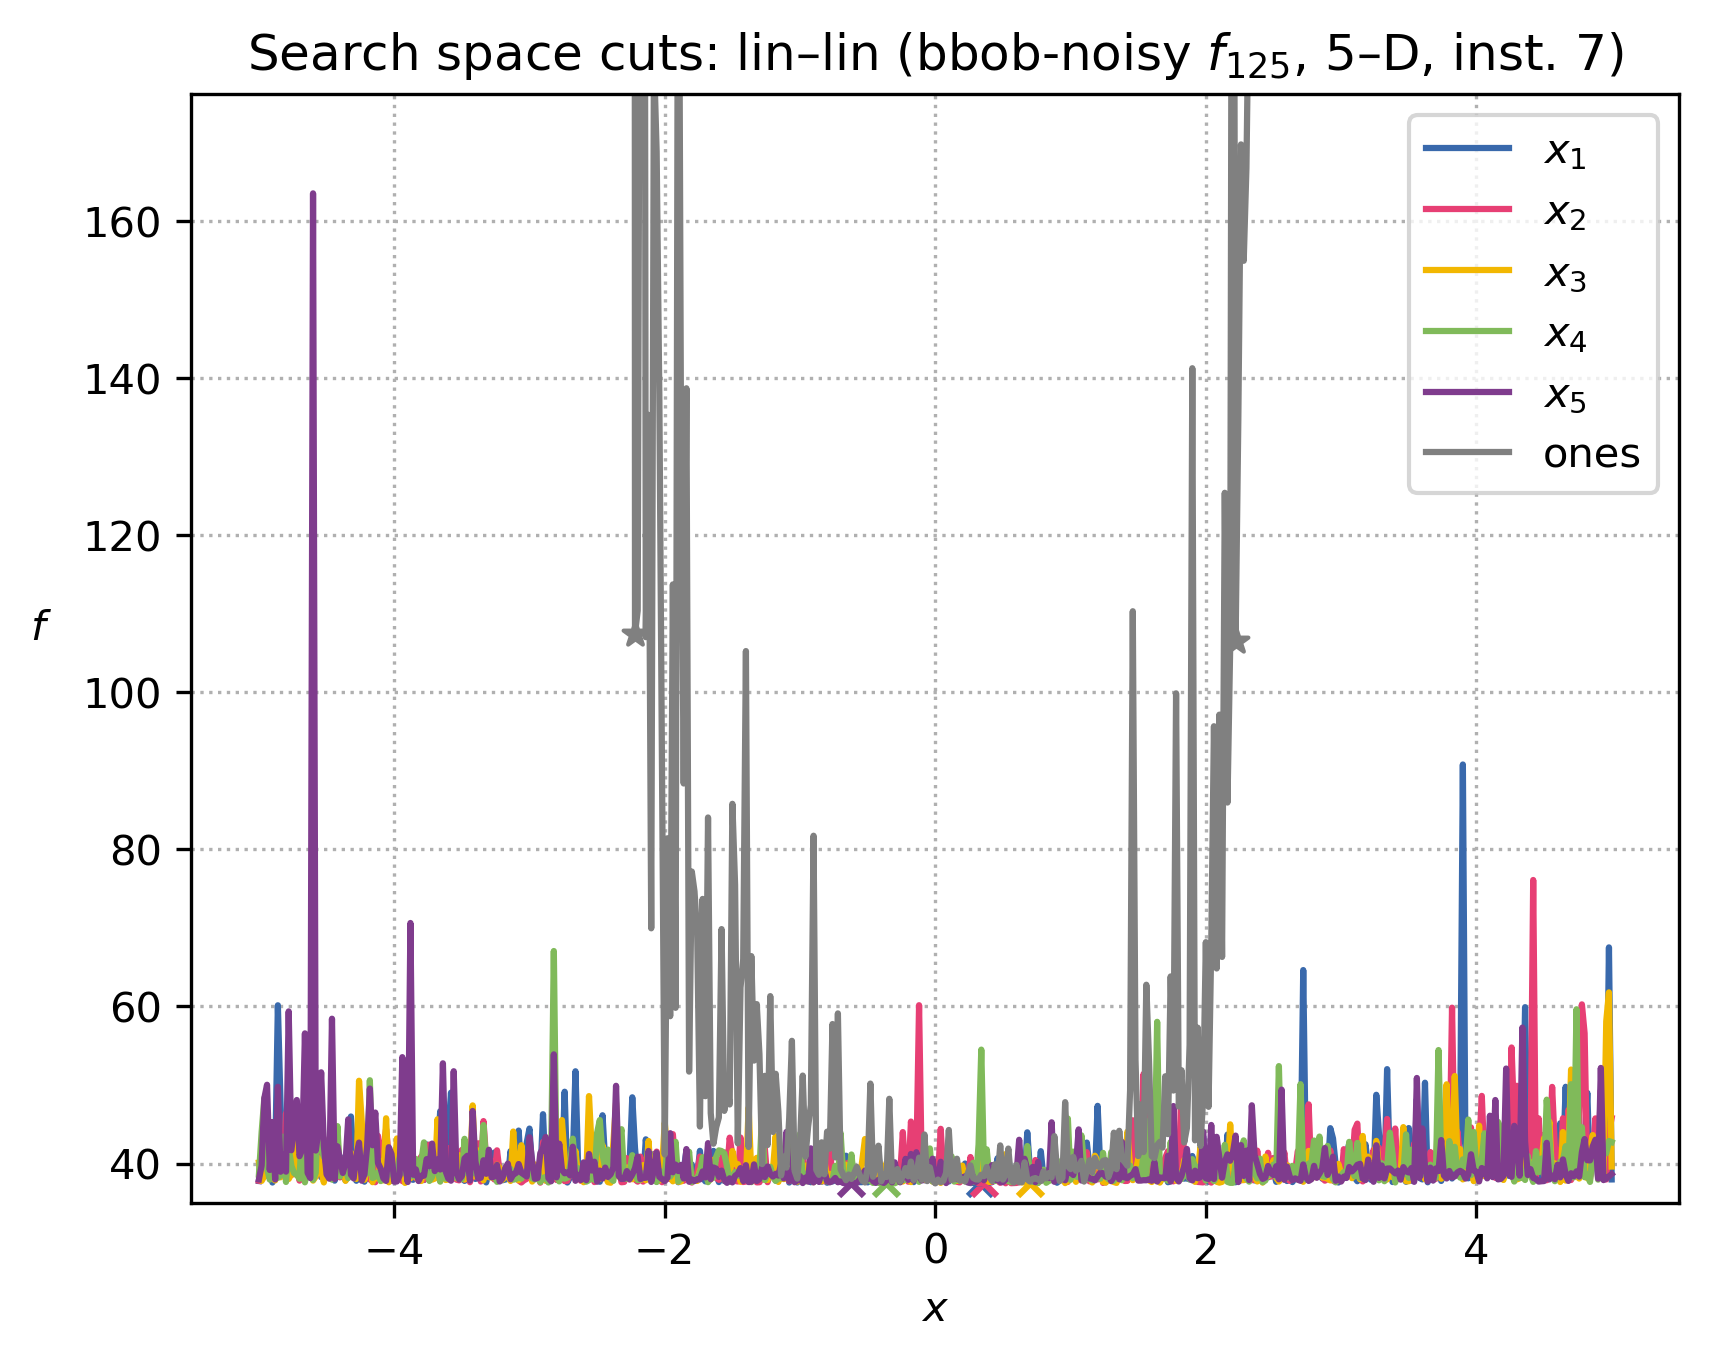 Search space cuts: lin–lin (bbob-noisy f₁₂₅, 5–D, inst. 7)
x₁
x₂
x₃
x₄
x₅
ones
160
140
120
100
80
60
40
f
−4
−2
0
2
4
x